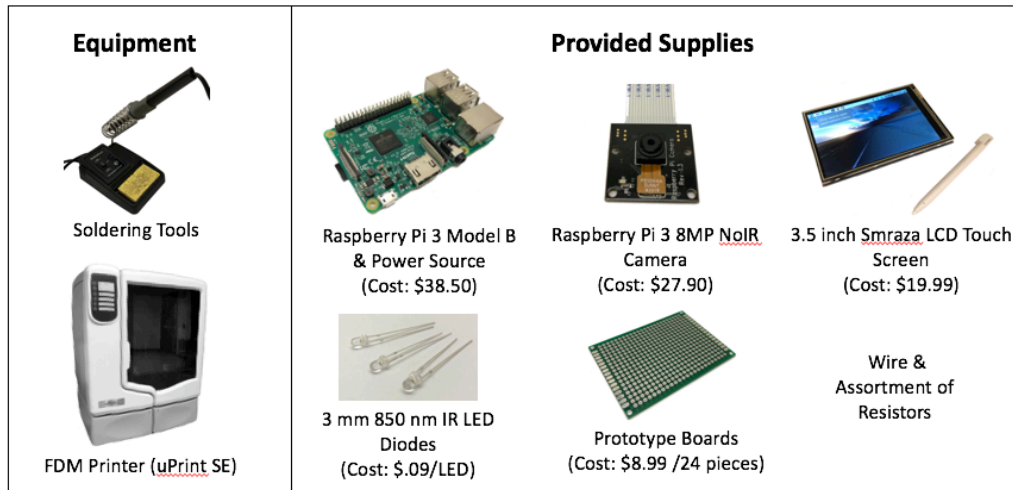 Equipment
Provided Supplies
Soldering Tools
FDM Printer (uPrint SE)
Raspberry Pi 3 Model B
& Power Source
(Cost: $38.50)
Raspberry Pi 3 8MP NoIR
Camera
(Cost: $27.90)
3.5 inch Smraza LCD Touch
Screen
(Cost: $19.99)
3 mm 850 nm IR LED
Diodes
(Cost: $.09/LED)
Prototype Boards
(Cost: $8.99 /24 pieces)
Wire &
Assortment of
Resistors